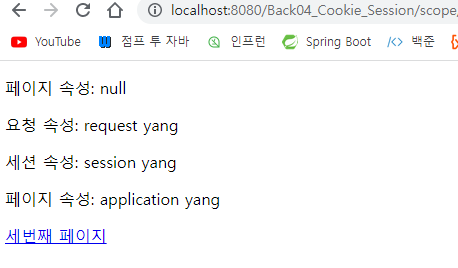 localhost:8080/Back04_Cookie_Session/scope/
YouTube 점프 투 자바 인프런 Spring Boot 백준
페이지 속성: null
요청 속성: request yang
세션 속성: session yang
페이지 속성: application yang
세번째 페이지